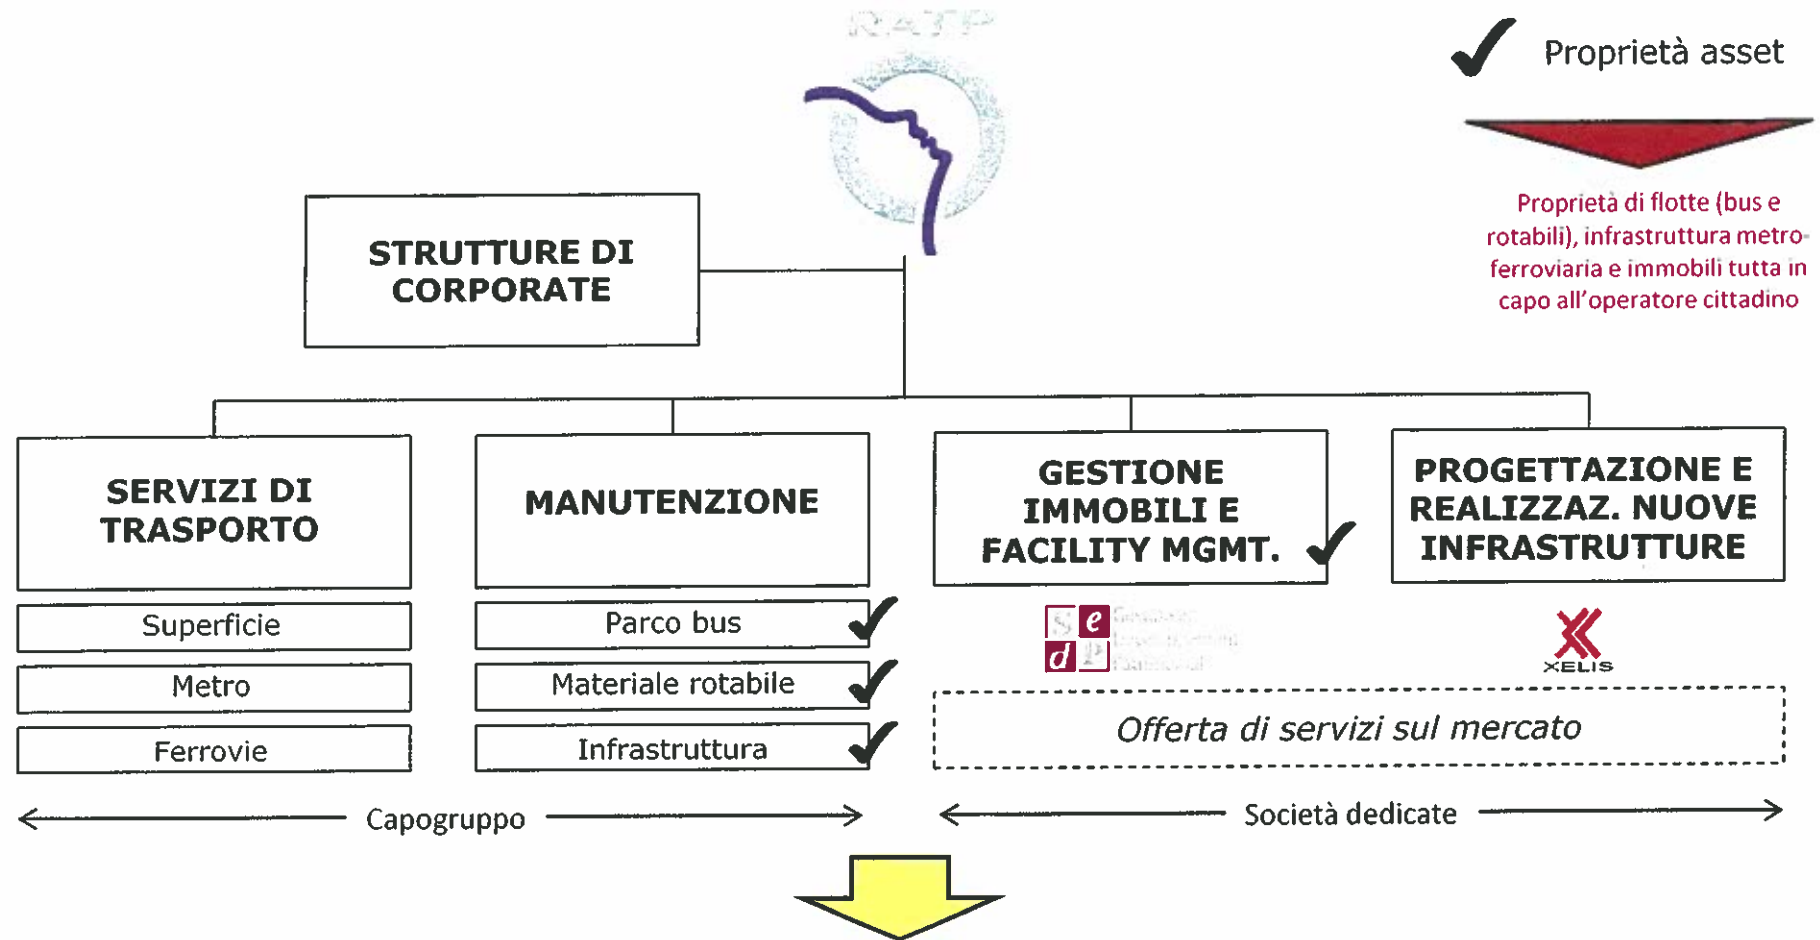 RATP
Proprietà asset
Proprietà di flotte (bus e
rotabili), infrastruttura metro-
ferroviaria e immobili tutta in
capo all'operatore cittadino
STRUTTURE DI
CORPORATE
SERVIZI DI
TRASPORTO
MANUTENZIONE
GESTIONE
IMMOBILI E
FACILITY MGMT.
PROGETTAZIONE E
REALIZZAZ. NUOVE
INFRASTRUTTURE
Superficie
Metro
Ferrovie
Parco bus
Materiale rotabile
Infrastruttura
S e
d P
XELIS
Offerta di servizi sul mercato
Capogruppo
Società dedicate